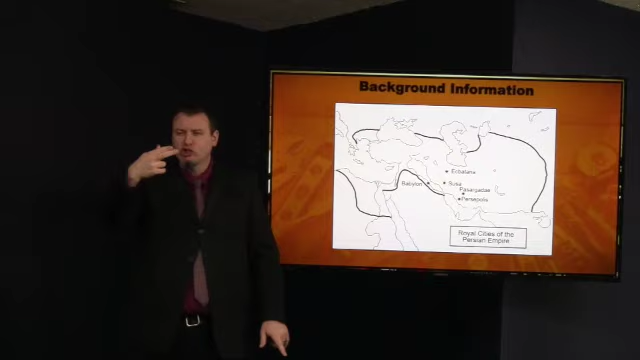 Background Information
Ecbatana
Babylon
Susa
Pasargadae
Persepolis
Royal Cities of the
Persian Empire